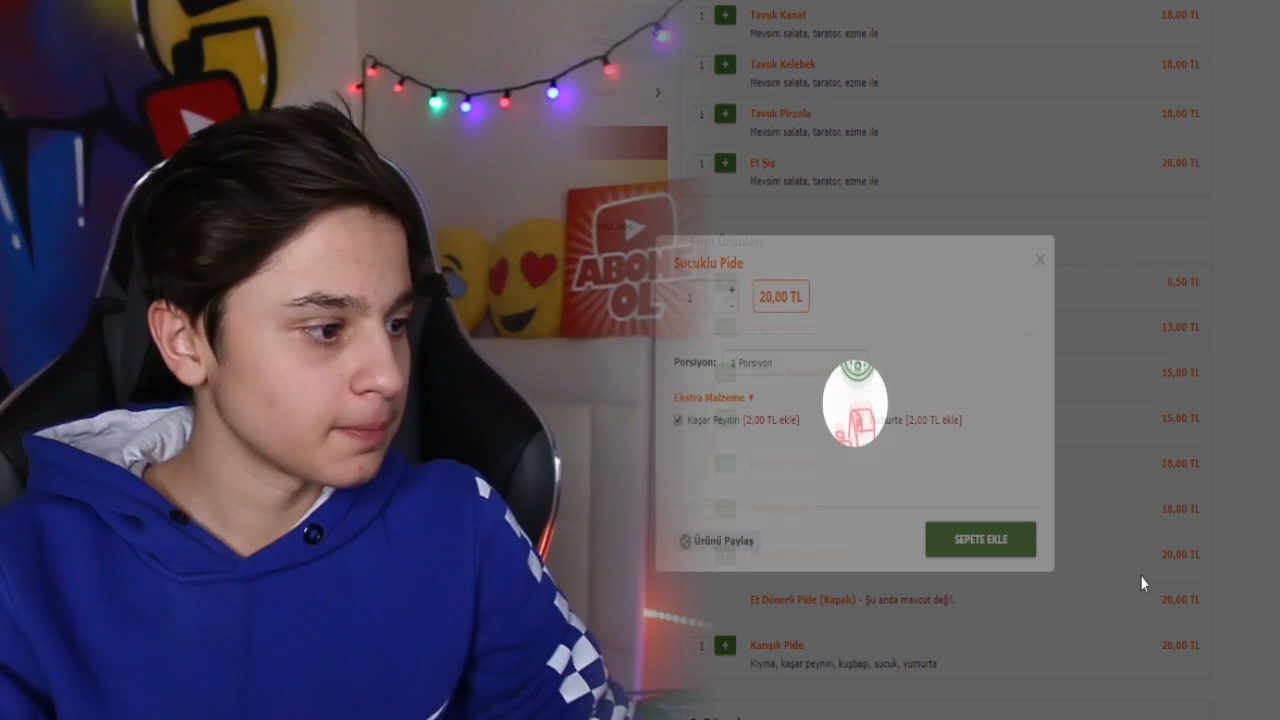 Tavuk Kanat
18,00 TL
Mevsim salata, tarator, ezme ile
Tavuk Kelebek
18,00 TL
Mevsim salata, tarator, ezme ile
Tavuk Pirzola
18,00 TL
Mevsim salata, tarator, ezme ile
Et Şiş
28,00 TL
Mevsim salata, tarator, ezme ile
ABONE
OL
Fırın Ürünleri
Sucuklu Pide
1
20,00 TL
Porsiyon: 1 Porsiyon
Ekstra Malzeme
Kaşar Peyniri [2,00 TL ekle]
[2,00 TL ekle]
Ürünü Paylaş
SEPETE EKLE
6,50 TL
13,00 TL
15,00 TL
15,00 TL
18,00 TL
18,00 TL
20,00 TL
Et Dönerli Pide (Kapalı) - Şu anda mevcut değil.
20,00 TL
1 + Karışık Pide
20,00 TL
Kıyma, kaşar peyniri, kuşbaşı, sucuk, yumurta